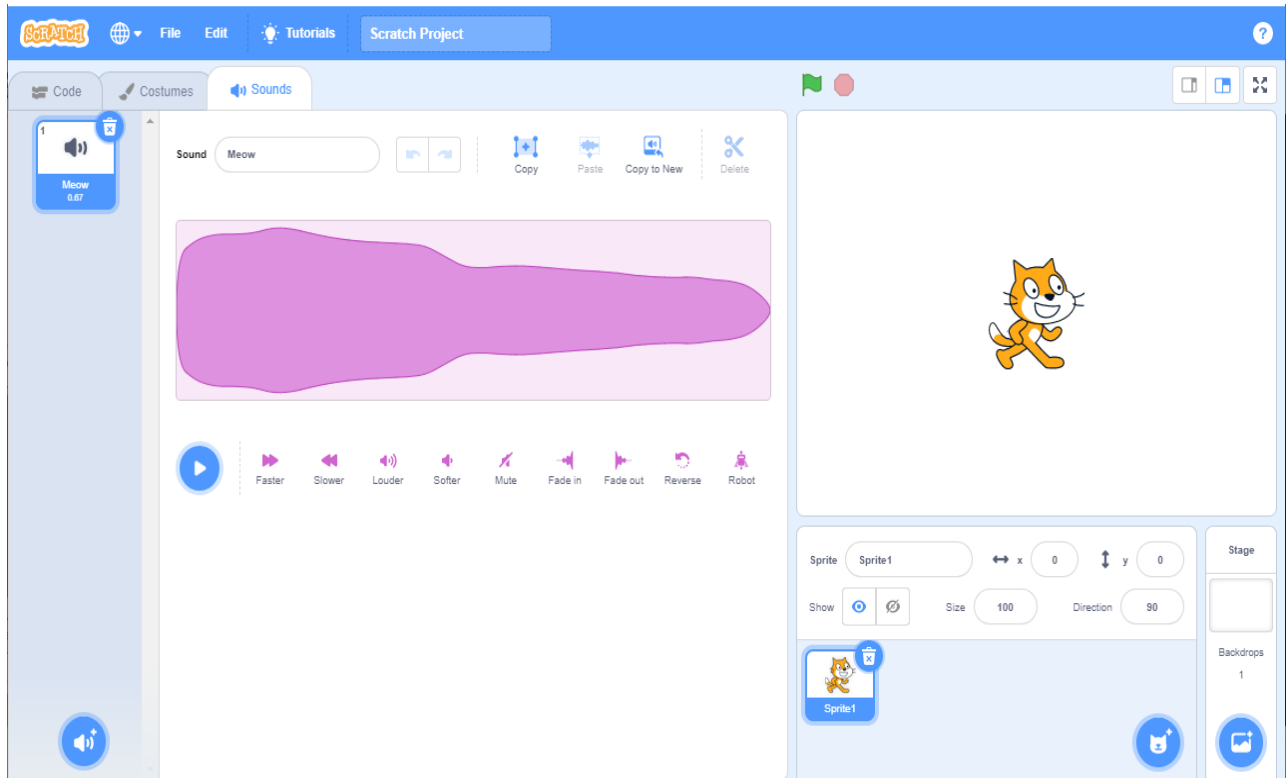 SCRATCH File Edit Tutorials Scratch Project ?
Code Costumes Sounds
1
Meow
0.67
Sound Meow Copy Paste Copy to New Delete
Faster Slower Louder Softer Mute Fade in Fade out Reverse Robot
Sprite Sprite1 x 0 y 0
Show Size 100 Direction 90
Sprite1
Stage
Backdrops
1